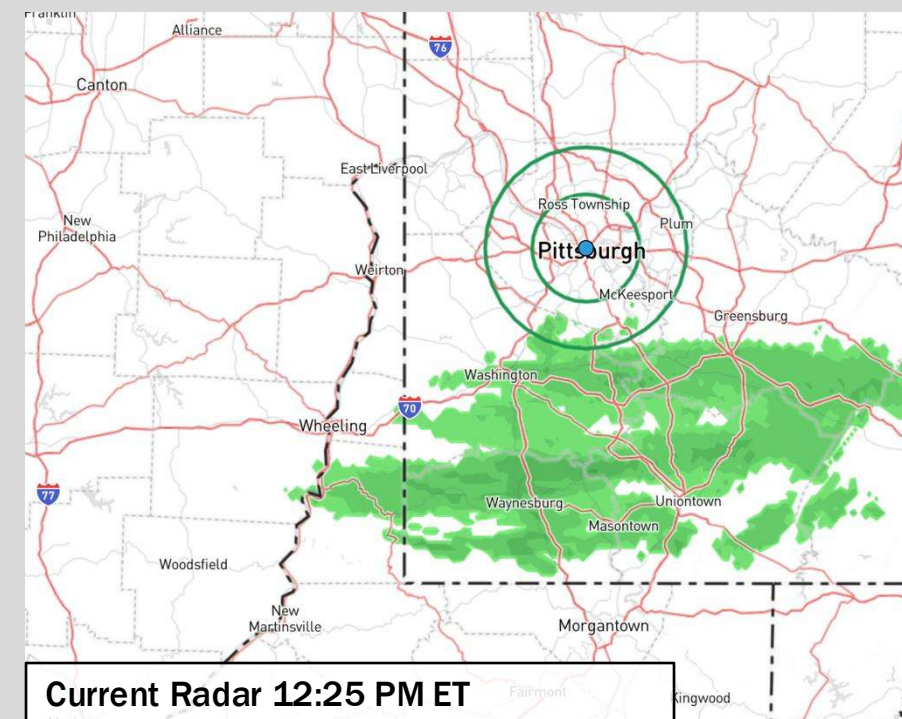 Franklin
Alliance
76
Canton
East Liverpool
Ross Township
New
Philadelphia
Plum
Pittsburgh
Weirton
McKeesport
Greensburg
Washington
70
Wheeling
77
Waynesburg
Uniontown
Masontown
Woodsfield
New
Martinsville
Morgantown
Fairmont
Kingwood
Current Radar 12:25 PM ET